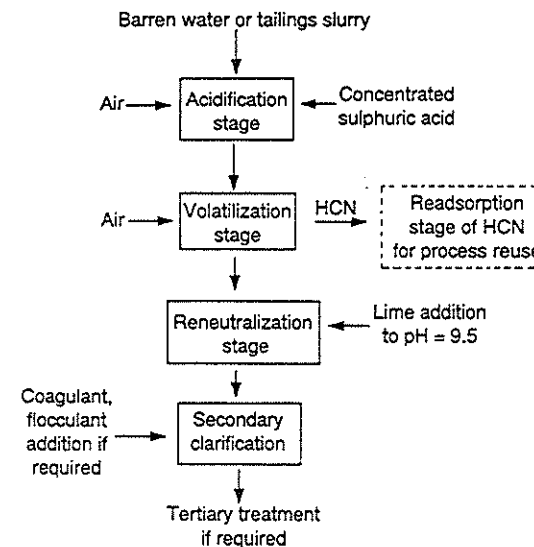 Barren water or tailings slurry
Air
Acidification
stage
Concentrated
sulphuric acid
Air
Volatilization
stage
HCN
Readsorption
stage of HCN
for process reuse
Reneutralization
stage
Lime addition
to pH = 9.5
Coagulant,
flocculant
addition if
required
Secondary
clarification
Tertiary treatment
if required